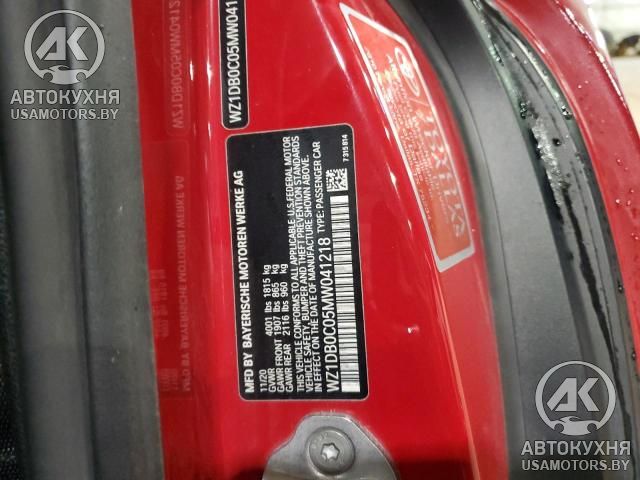 АВТОКУХНЯ
USAMOTORS.BY
WZ1DB0C05MW041
MFD BY BAYERISCHE MOTOREN WERKE AG
11/20
GVWR 4001 lbs 1815 kg
GAWR FRONT 1907 lbs 865 kg
GAWR REAR 2116 lbs 960 kg
THIS VEHICLE CONFORMS TO ALL APPLICABLE U.S.FEDERAL MOTOR
VEHICLE SAFETY, BUMPER AND THEFT PREVENTION STANDARDS
IN EFFECT ON THE DATE OF MANUFACTURE SHOWN ABOVE.
WZ1DB0C05MW041218 TYPE: PASSENGER CAR
7 315 814
АВТОКУХНЯ
USAMOTORS.BY